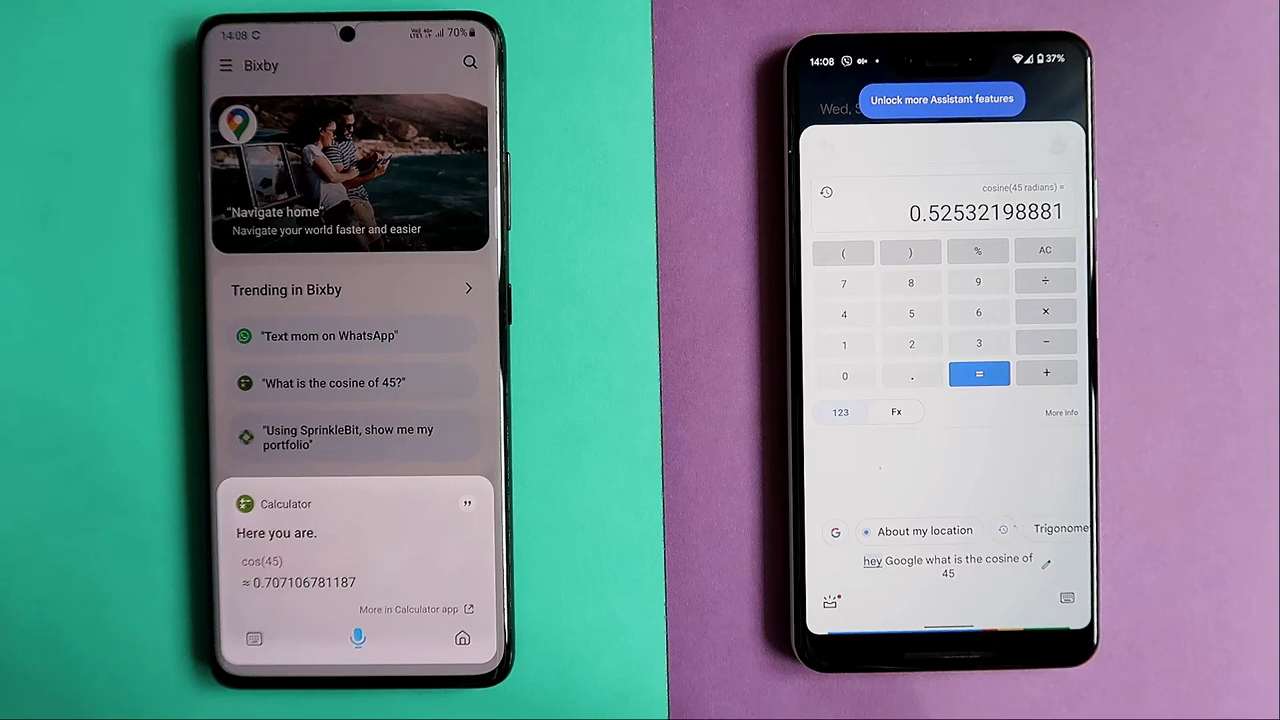 14:08
70%
Bixby
"Navigate home"
Navigate your world faster and easier
Trending in Bixby
"Text mom on WhatsApp"
"What is the cosine of 45?"
"Using SprinkleBit, show me my
portfolio"
Calculator
Here you are.
cos(45)
≈ 0.707106781187
More in Calculator app
14:08
37%
Wed, S
Unlock more Assistant features
cosine(45 radians) =
0.52532198881
( ) % AC
7 8 9 ÷
4 5 6 ×
1 2 3 −
0 . = +
123 Fx
More info
G About my location Trigonome
hey Google what is the cosine of
45